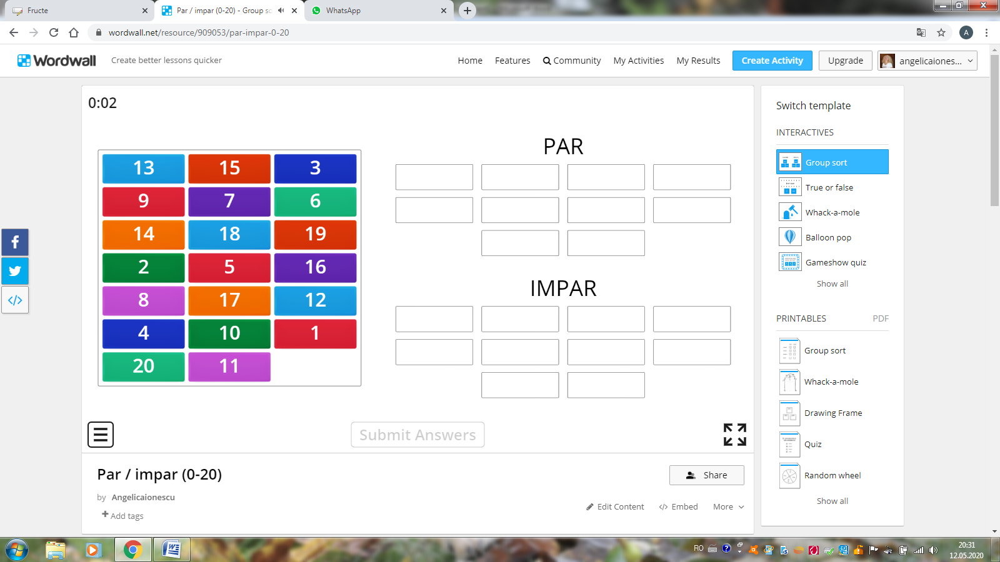 Fructe
Par / impar (0-20) - Group so
WhatsApp
wordwall.net/resource/909053/par-impar-0-20
A
Wordwall
Create better lessons quicker
Home
Features
Community
My Activities
My Results
Create Activity
Upgrade
angelicaiones...
0:02
13 15 3
9 7 6
14 18 19
2 5 16
8 17 12
4 10 1
20 11
PAR
IMPAR
Submit Answers
Par / impar (0-20)
by Angelicaionescu
Add tags
Share
Edit Content
Embed
More
Switch template
INTERACTIVES
Group sort
True or false
Whack-a-mole
Balloon pop
Gameshow quiz
Show all
PRINTABLES PDF
Group sort
Whack-a-mole
Drawing Frame
Quiz
Random wheel
Show all
RO
20:31
12.05.2020